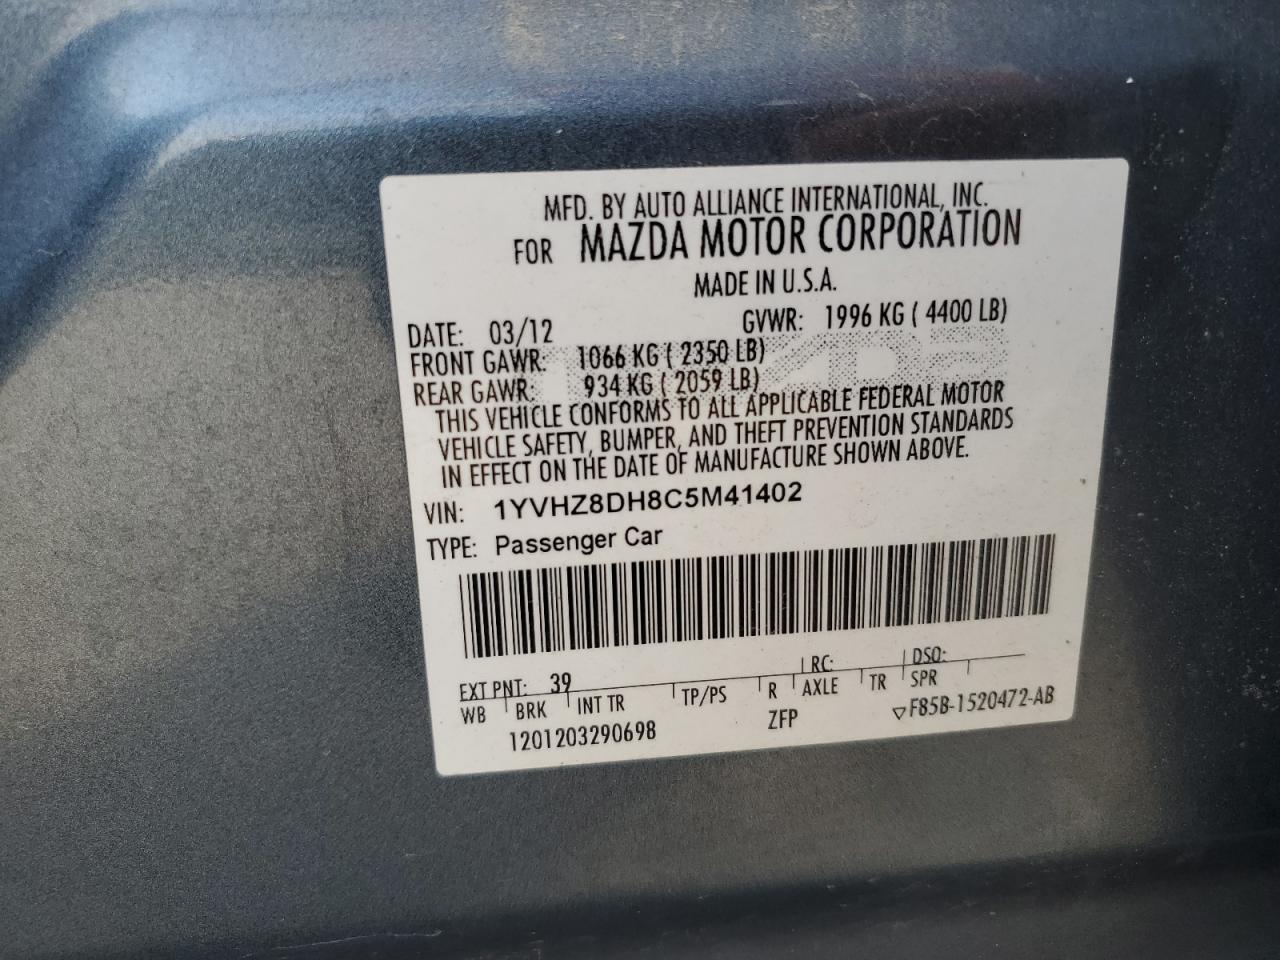 MFD. BY AUTO ALLIANCE INTERNATIONAL, INC.
FOR MAZDA MOTOR CORPORATION
MADE IN U.S.A.
DATE: 03/12 GVWR: 1996 KG ( 4400 LB)
FRONT GAWR: 1066 KG ( 2350 LB)
REAR GAWR: 934 KG ( 2059 LB)
THIS VEHICLE CONFORMS TO ALL APPLICABLE FEDERAL MOTOR
VEHICLE SAFETY, BUMPER, AND THEFT PREVENTION STANDARDS
IN EFFECT ON THE DATE OF MANUFACTURE SHOWN ABOVE.
VIN: 1YVHZ8DH8C5M41402
TYPE: Passenger Car
EXT PNT: 39 RC: DSO:
WB BRK INT TR TP/PS R AXLE TR SPR
1201203290698 ZFP ▽F85B-1520472-AB